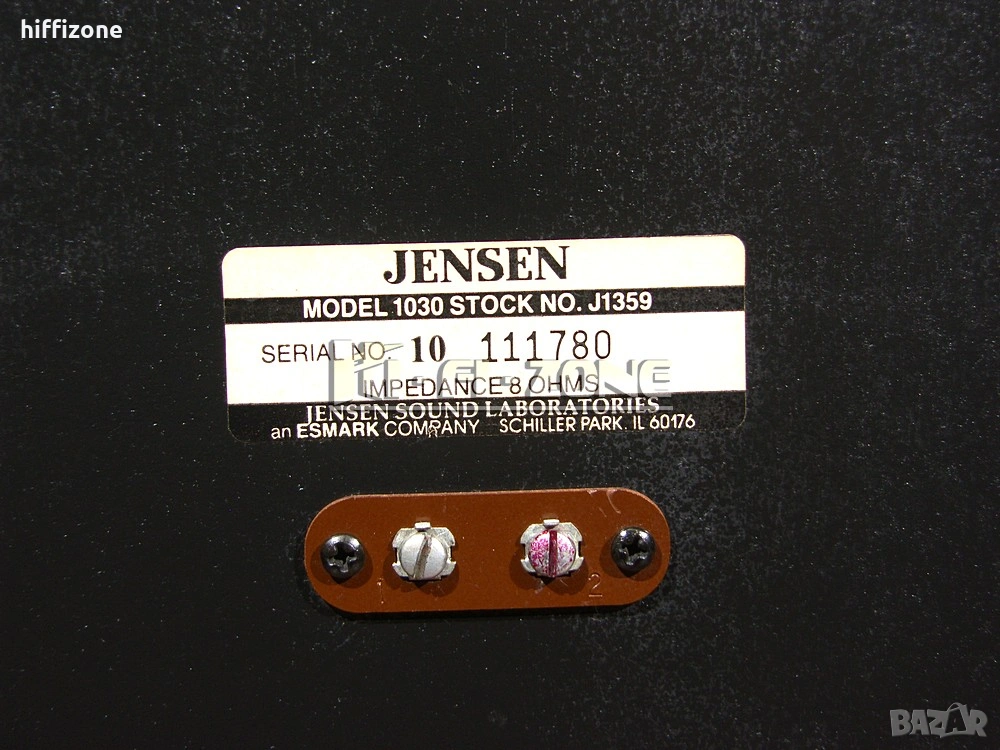 hiffizone
JENSEN
MODEL 1030 STOCK NO. J1359
SERIAL NO. 10 111780
IMPEDANCE 8 OHMS
JENSEN SOUND LABORATORIES
an ESMARK COMPANY SCHILLER PARK, IL 60176
1 2
BAZAR